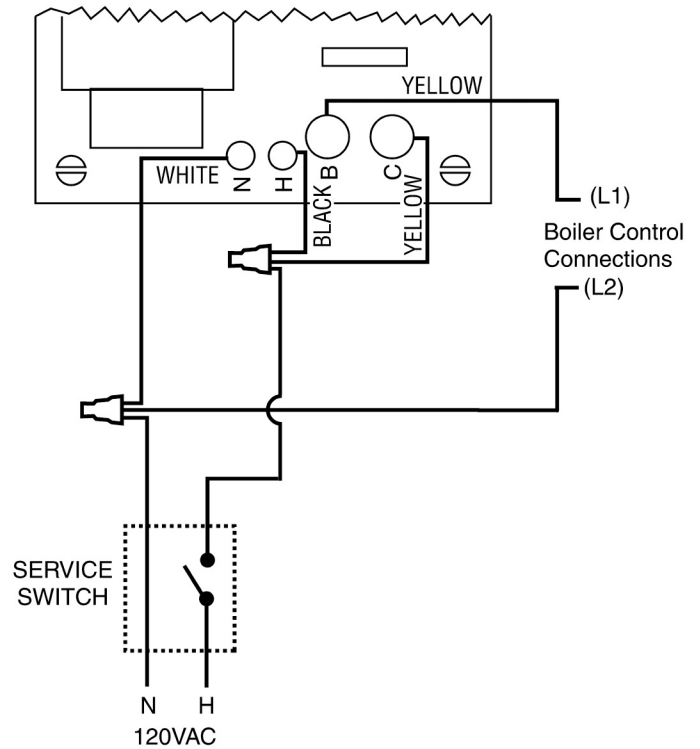 YELLOW
WHITE
N
H
B
C
BLACK
YELLOW
(L1)
Boiler Control
Connections
(L2)
SERVICE
SWITCH
N
H
120VAC